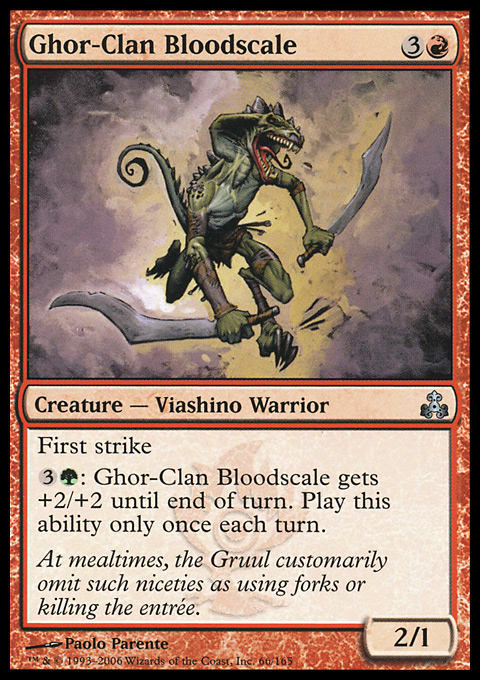 Ghor-Clan Bloodscale 3
Creature — Viashino Warrior
First strike
3: Ghor-Clan Bloodscale gets
+2/+2 until end of turn. Play this
ability only once each turn.
At mealtimes, the Gruul customarily
omit such niceties as using forks or
killing the entrée.
Paolo Parente
2/1
™ & © 1993–2006 Wizards of the Coast, Inc. 66/165